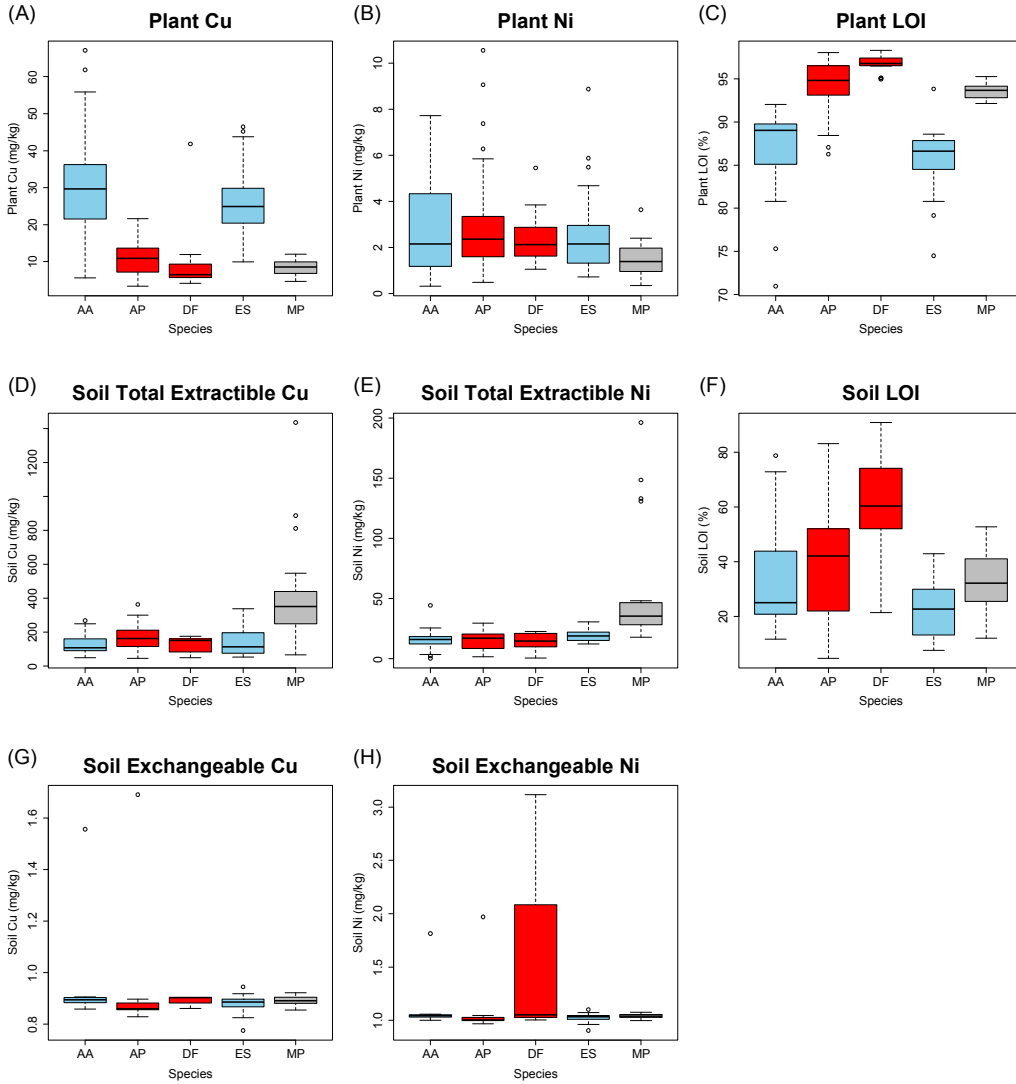 (A) Plant Cu
Plant Cu (mg/kg)
10 20 30 40 50 60
AA AP DF ES MP
Species
(B) Plant Ni
Plant Ni (mg/kg)
0 2 4 6 8 10
AA AP DF ES MP
Species
(C) Plant LOI
Plant LOI (%)
70 75 80 85 90 95
AA AP DF ES MP
Species
(D) Soil Total Extractible Cu
Soil Cu (mg/kg)
0 200 400 600 800 1200
AA AP DF ES MP
Species
(E) Soil Total Extractible Ni
Soil Ni (mg/kg)
0 50 100 150 200
AA AP DF ES MP
Species
(F) Soil LOI
Soil LOI (%)
20 40 60 80
AA AP DF ES MP
Species
(G) Soil Exchangeable Cu
Soil Cu (mg/kg)
0.8 1.0 1.2 1.4 1.6
AA AP DF ES MP
Species
(H) Soil Exchangeable Ni
Soil Ni (mg/kg)
1.0 1.5 2.0 2.5 3.0
AA AP DF ES MP
Species